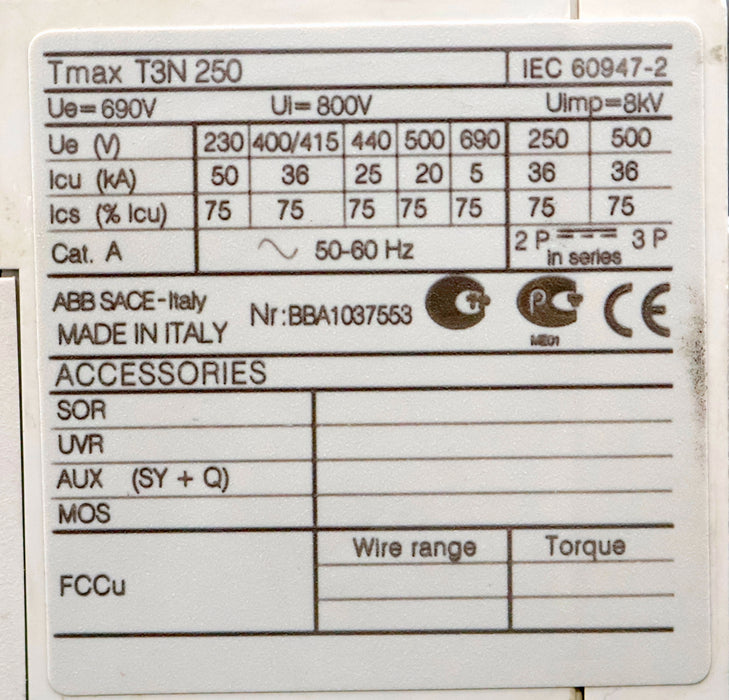 Tmax T3N 250 IEC 60947-2
Ue=690V Ui=800V Uimp=8kV
Ue (V) 230 400/415 440 500 690 250 500
Icu (kA) 50 36 25 20 5 36 36
Ics (% Icu) 75 75 75 75 75 75 75
Cat. A 50-60 Hz 2 P 3 P
in series
ABB SACE-Italy
MADE IN ITALY Nr:BBA1037553 CE
ME01
ACCESSORIES
SOR
UVR
AUX (SY + Q)
MOS
Wire range Torque
FCCu